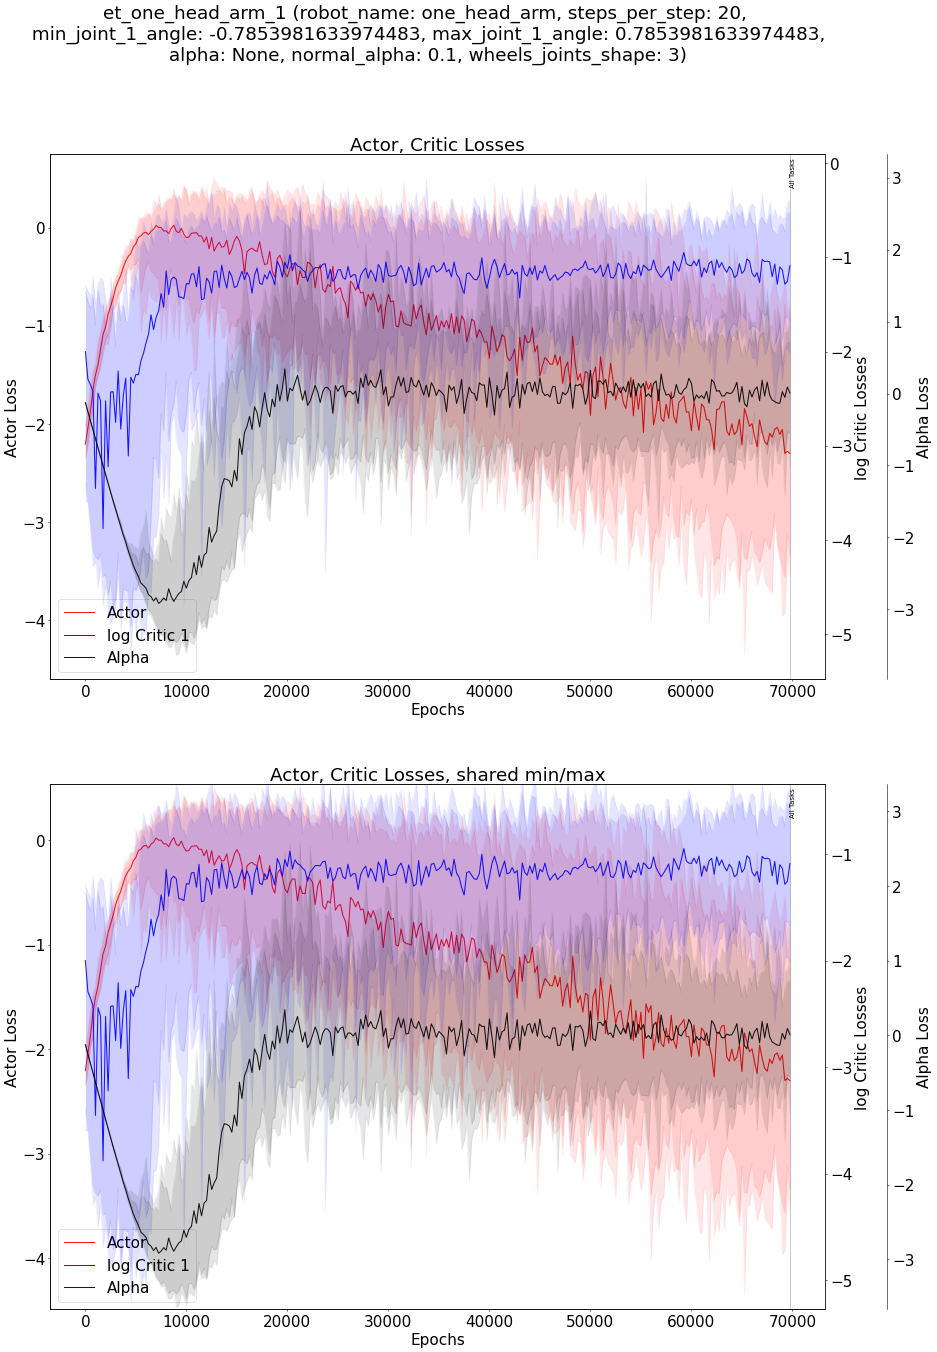 et_one_head_arm_1 (robot_name: one_head_arm, steps_per_step: 20,
min_joint_1_angle: -0.7853981633974483, max_joint_1_angle: 0.7853981633974483,
alpha: None, normal_alpha: 0.1, wheels_joints_shape: 3)
Actor, Critic Losses
All Tasks
0
−1
−2
−3
−4
Actor Loss
0
−1
−2
−3
−4
−5
log Critic Losses
3
2
1
0
−1
−2
−3
Alpha Loss
Actor
log Critic 1
Alpha
0 10000 20000 30000 40000 50000 60000 70000
Epochs
Actor, Critic Losses, shared min/max
All Tasks
0
−1
−2
−3
−4
Actor Loss
−1
−2
−3
−4
−5
log Critic Losses
3
2
1
0
−1
−2
−3
Alpha Loss
Actor
log Critic 1
Alpha
0 10000 20000 30000 40000 50000 60000 70000
Epochs